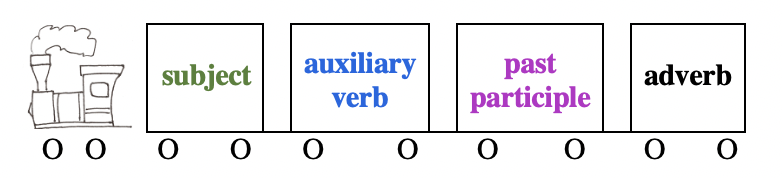 subject
auxiliary
verb
past
participle
adverb
O O O O O O O O O O